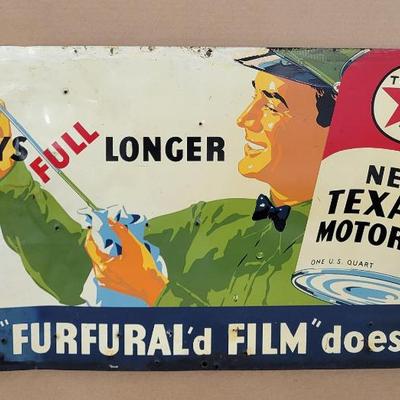 YS FULL LONGER
T
NE
TEXA
MOTOR
ONE U.S. QUART
"FURFURAL'd FILM" does